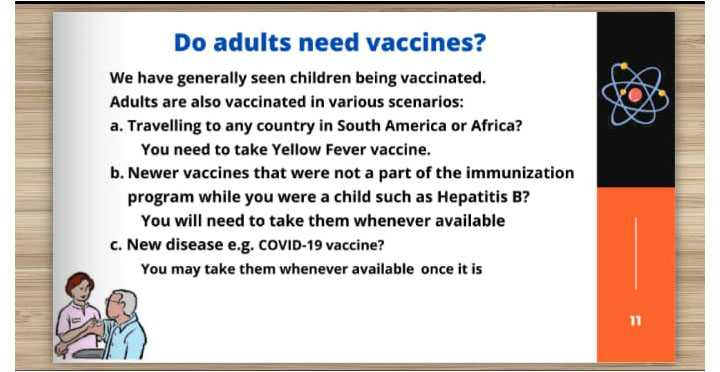 Do adults need vaccines?
We have generally seen children being vaccinated.
Adults are also vaccinated in various scenarios:
a. Travelling to any country in South America or Africa?
You need to take Yellow Fever vaccine.
b. Newer vaccines that were not a part of the immunization
program while you were a child such as Hepatitis B?
You will need to take them whenever available
c. New disease e.g. COVID-19 vaccine?
You may take them whenever available once it is
11